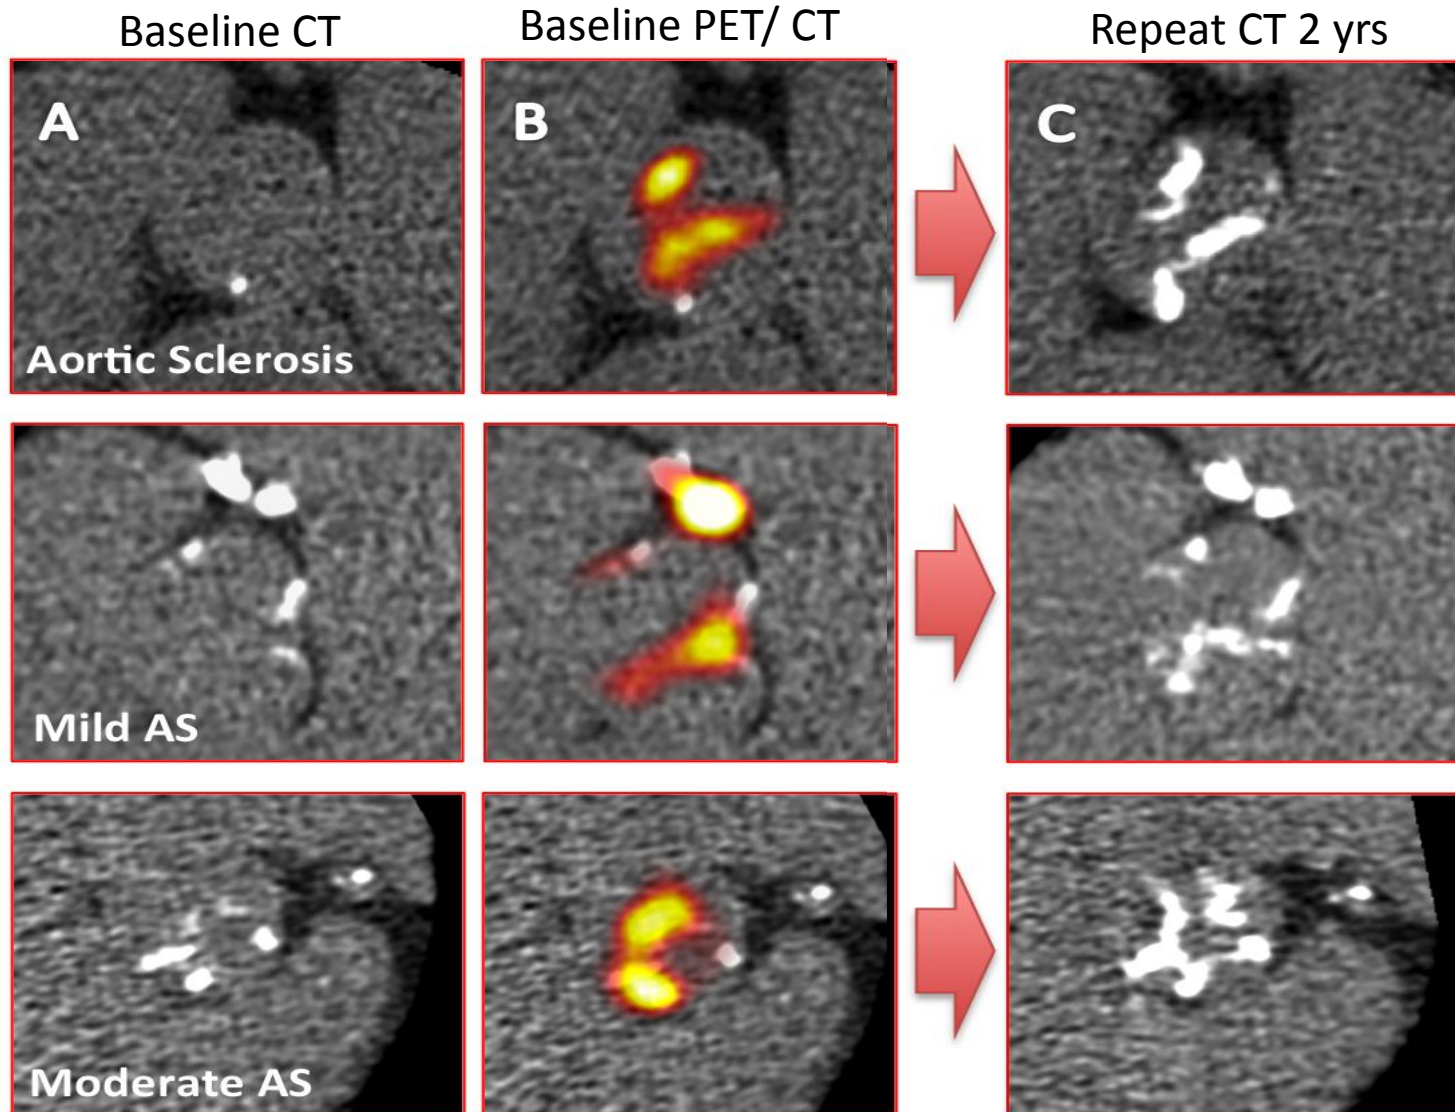 Baseline CT
Baseline PET/ CT
Repeat CT 2 yrs
A
B
C
Aortic Sclerosis
Mild AS
Moderate AS